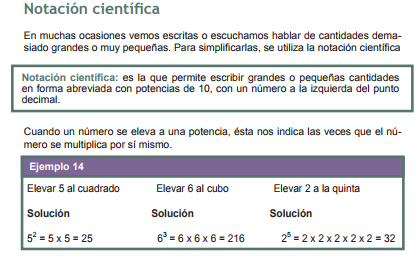 Notación científica
En muchas ocasiones vemos escritas o escuchamos hablar de cantidades dema-
siado grandes o muy pequeñas. Para simplificarlas, se utiliza la notación científica
Notación científica: es la que permite escribir grandes o pequeñas cantidades
en forma abreviada con potencias de 10, con un número a la izquierda del punto
decimal.
Cuando un número se eleva a una potencia, ésta nos indica las veces que el nú-
mero se multiplica por sí mismo.
Ejemplo 14
Elevar 5 al cuadrado Elevar 6 al cubo Elevar 2 a la quinta
Solución Solución Solución
5² = 5 x 5 = 25 6³ = 6 x 6 x 6 = 216 2⁵ = 2 x 2 x 2 x 2 x 2 = 32